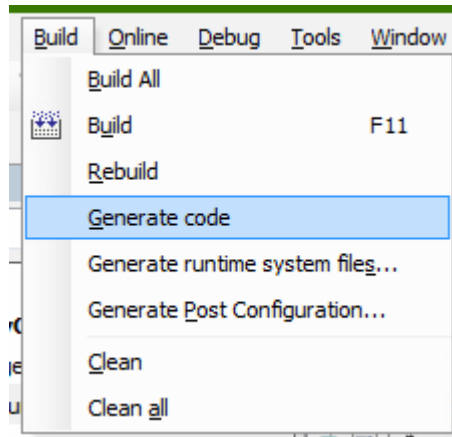 Build Online Debug Tools Window
Build All
Build F11
Rebuild
Generate code
Generate runtime system files...
Generate Post Configuration...
Clean
Clean all